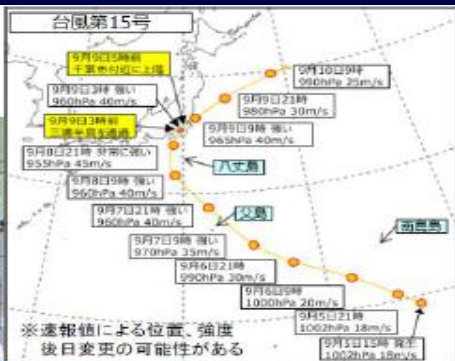 台風第15号
9月9日5時前
千葉市付近に上陸
9月10日9時
990hPa 25m/s
9月9日3時 強い
960hPa 40m/s
9月9日21時
980hPa 30m/s
9月9日3時前
三浦半島を通過
9月9日9時 強い
965hPa 40m/s
9月8日21時 非常に強い
955hPa 45m/s
八丈島
9月8日9時 強い
960hPa 40m/s
9月7日21時 強い
960hPa 40m/s
父島
南鳥島
9月7日9時 強い
970hPa 35m/s
9月6日21時
990hPa 30m/s
9月6日9時
1000hPa 20m/s
9月5日21時
1002hPa 18m/s
9月5日15時 発生
1002hPa 18m/s
※速報値による位置、強度
後日変更の可能性がある